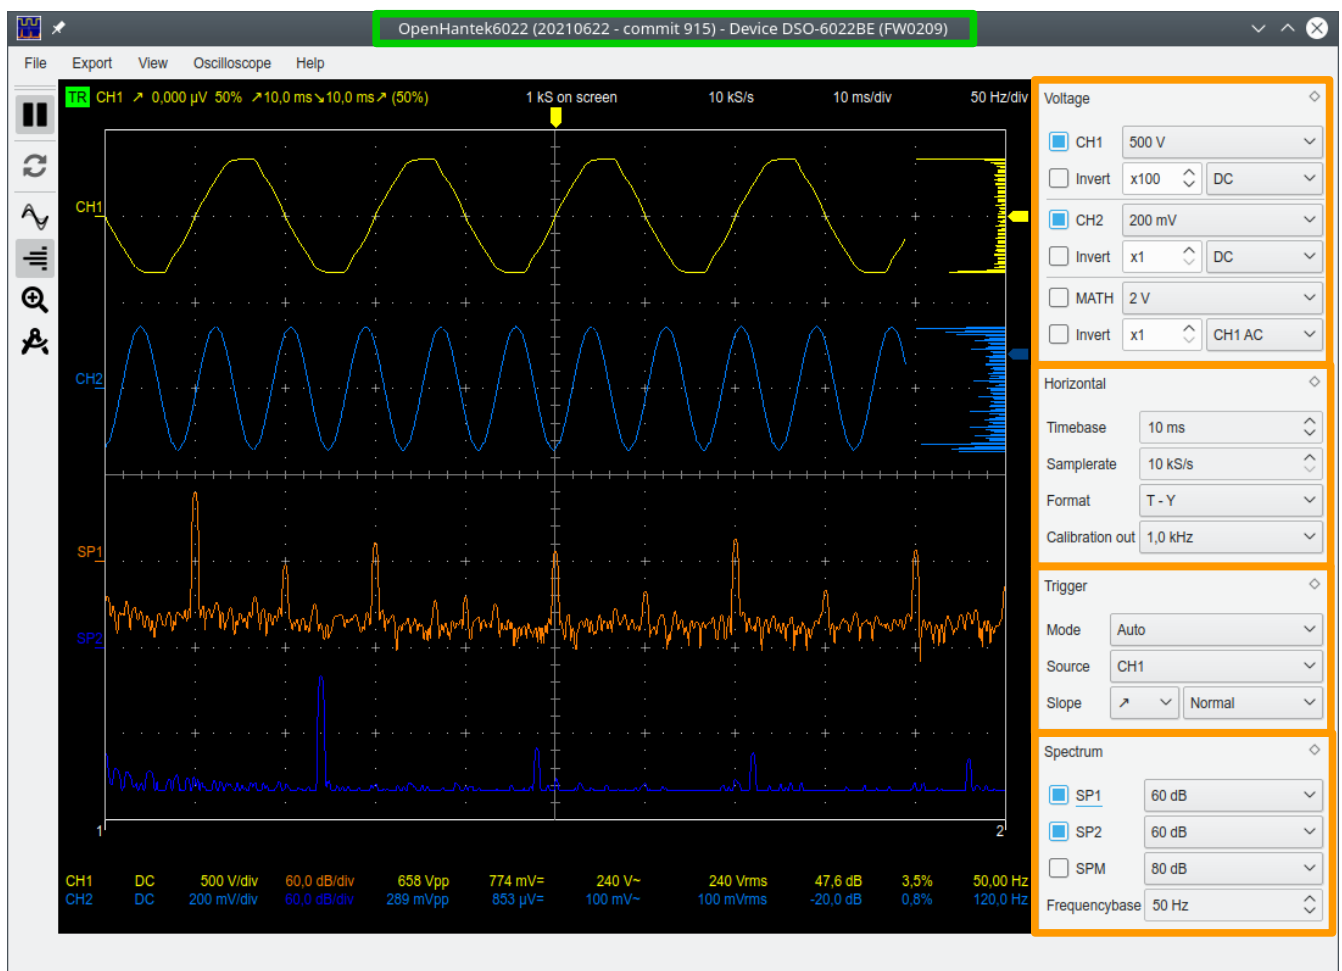 OpenHantek6022 (20210622 - commit 915) - Device DSO-6022BE (FW0209)
File Export View Oscilloscope Help
TR CH1 ↗ 0,000 µV 50% ↗10,0 ms↘10,0 ms↗ (50%) 1 kS on screen 10 kS/s 10 ms/div 50 Hz/div
CH1
CH2
SP1
SP2
1 2
CH1 DC 500 V/div 60,0 dB/div 658 Vpp 774 mV= 240 V~ 240 Vrms 47,6 dB 3,5% 50,00 Hz
CH2 DC 200 mV/div 60,0 dB/div 289 mVpp 853 µV= 100 mV~ 100 mVrms -20,0 dB 0,8% 120,0 Hz
Voltage
CH1 500 V
Invert x100 DC
CH2 200 mV
Invert x1 DC
MATH 2 V
Invert x1 CH1 AC
Horizontal
Timebase 10 ms
Samplerate 10 kS/s
Format T - Y
Calibration out 1,0 kHz
Trigger
Mode Auto
Source CH1
Slope ↗ Normal
Spectrum
SP1 60 dB
SP2 60 dB
SPM 80 dB
Frequencybase 50 Hz